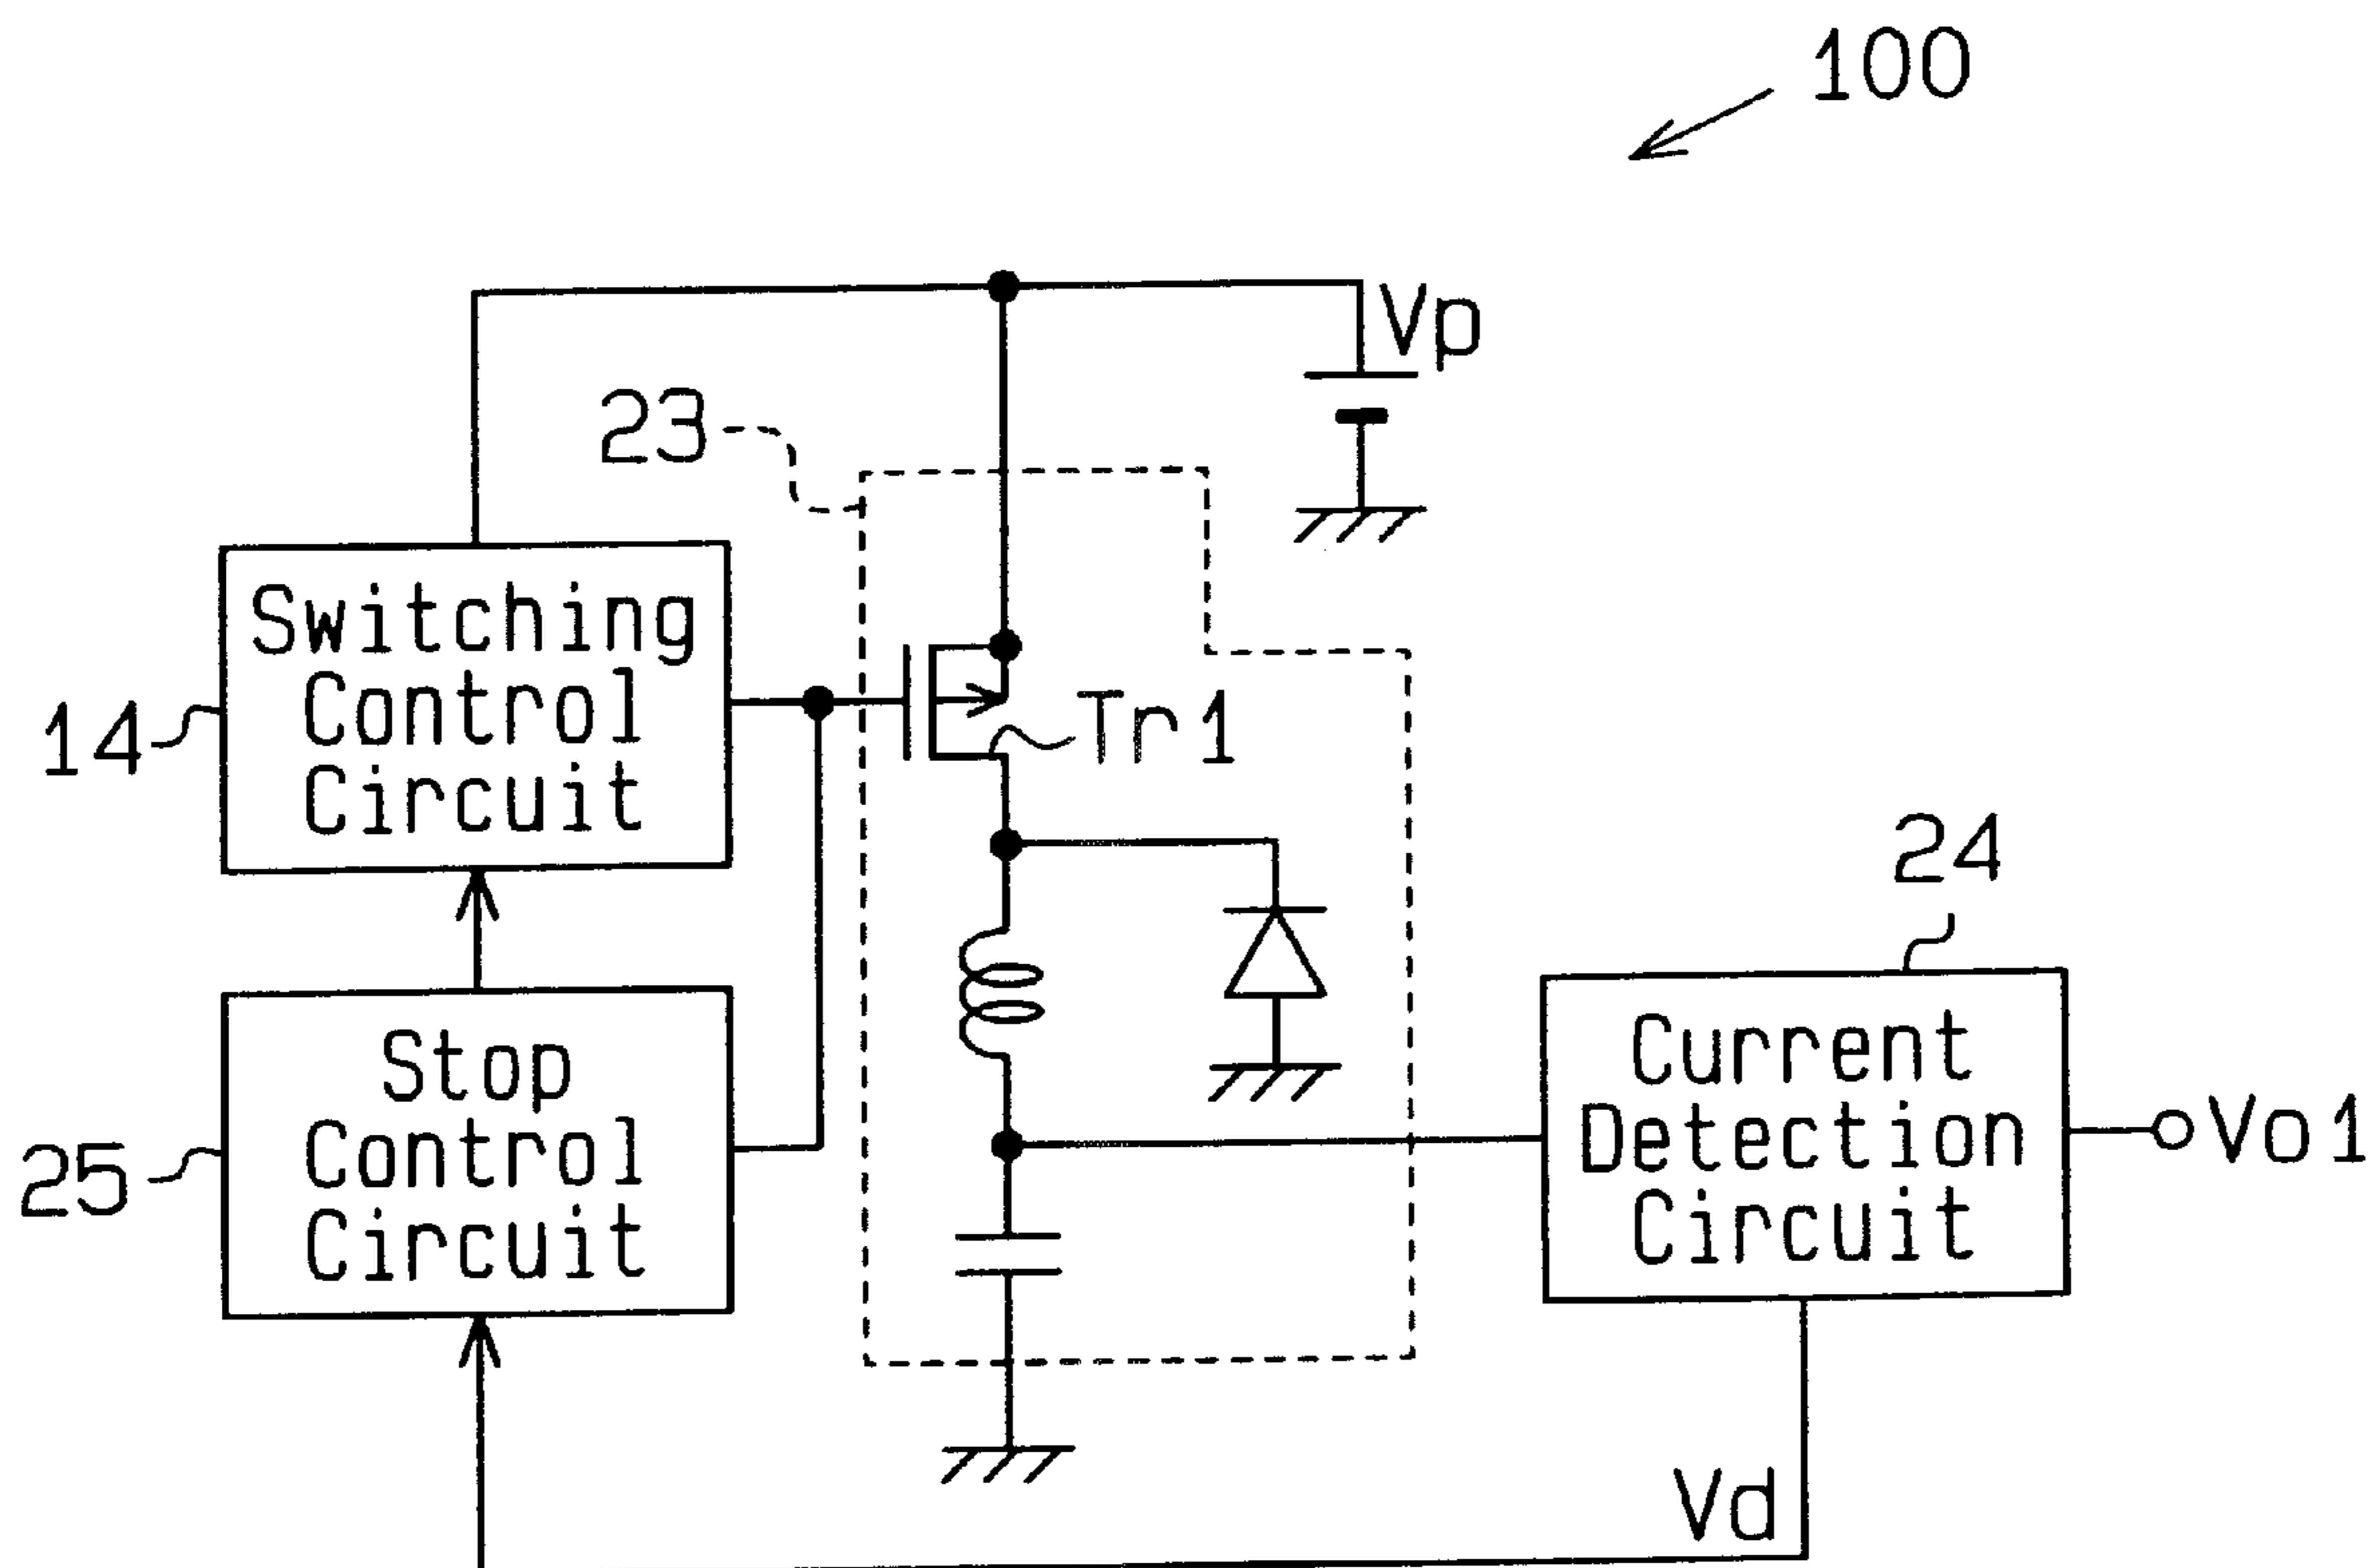 100
Vp
23
Switching
Control
Circuit
14
Tr1
24
Current
Detection
Circuit
Vo1
Stop
Control
Circuit
25
Vd